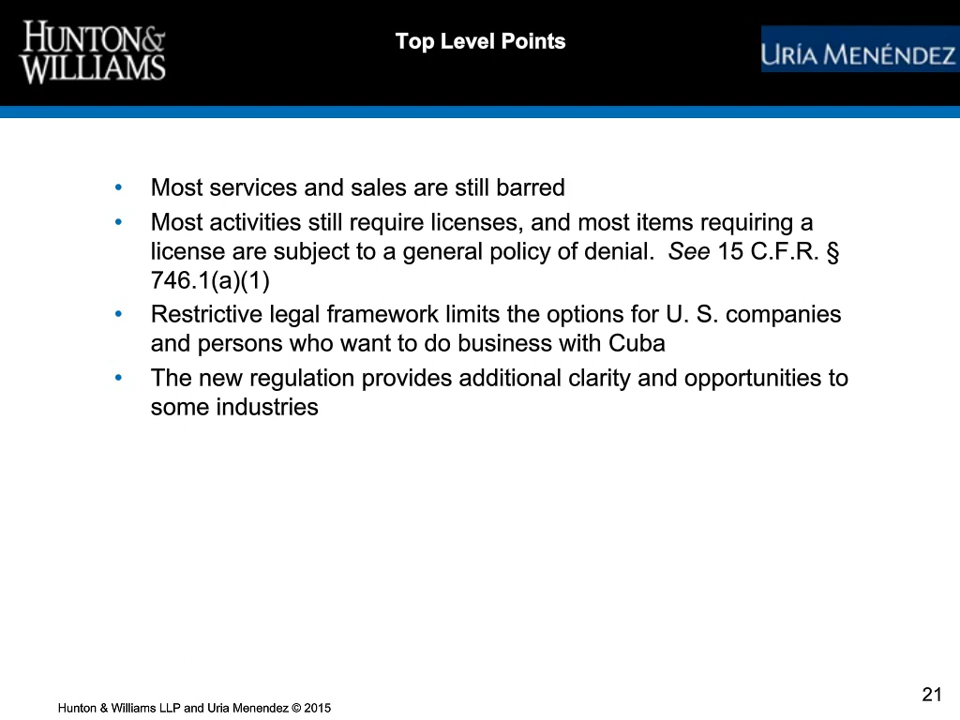 HUNTON&
WILLIAMS
Top Level Points
URÍA MENÉNDEZ
• Most services and sales are still barred
• Most activities still require licenses, and most items requiring a
license are subject to a general policy of denial. See 15 C.F.R. §
746.1(a)(1)
• Restrictive legal framework limits the options for U. S. companies
and persons who want to do business with Cuba
• The new regulation provides additional clarity and opportunities to
some industries
21
Hunton & Williams LLP and Uria Menendez © 2015